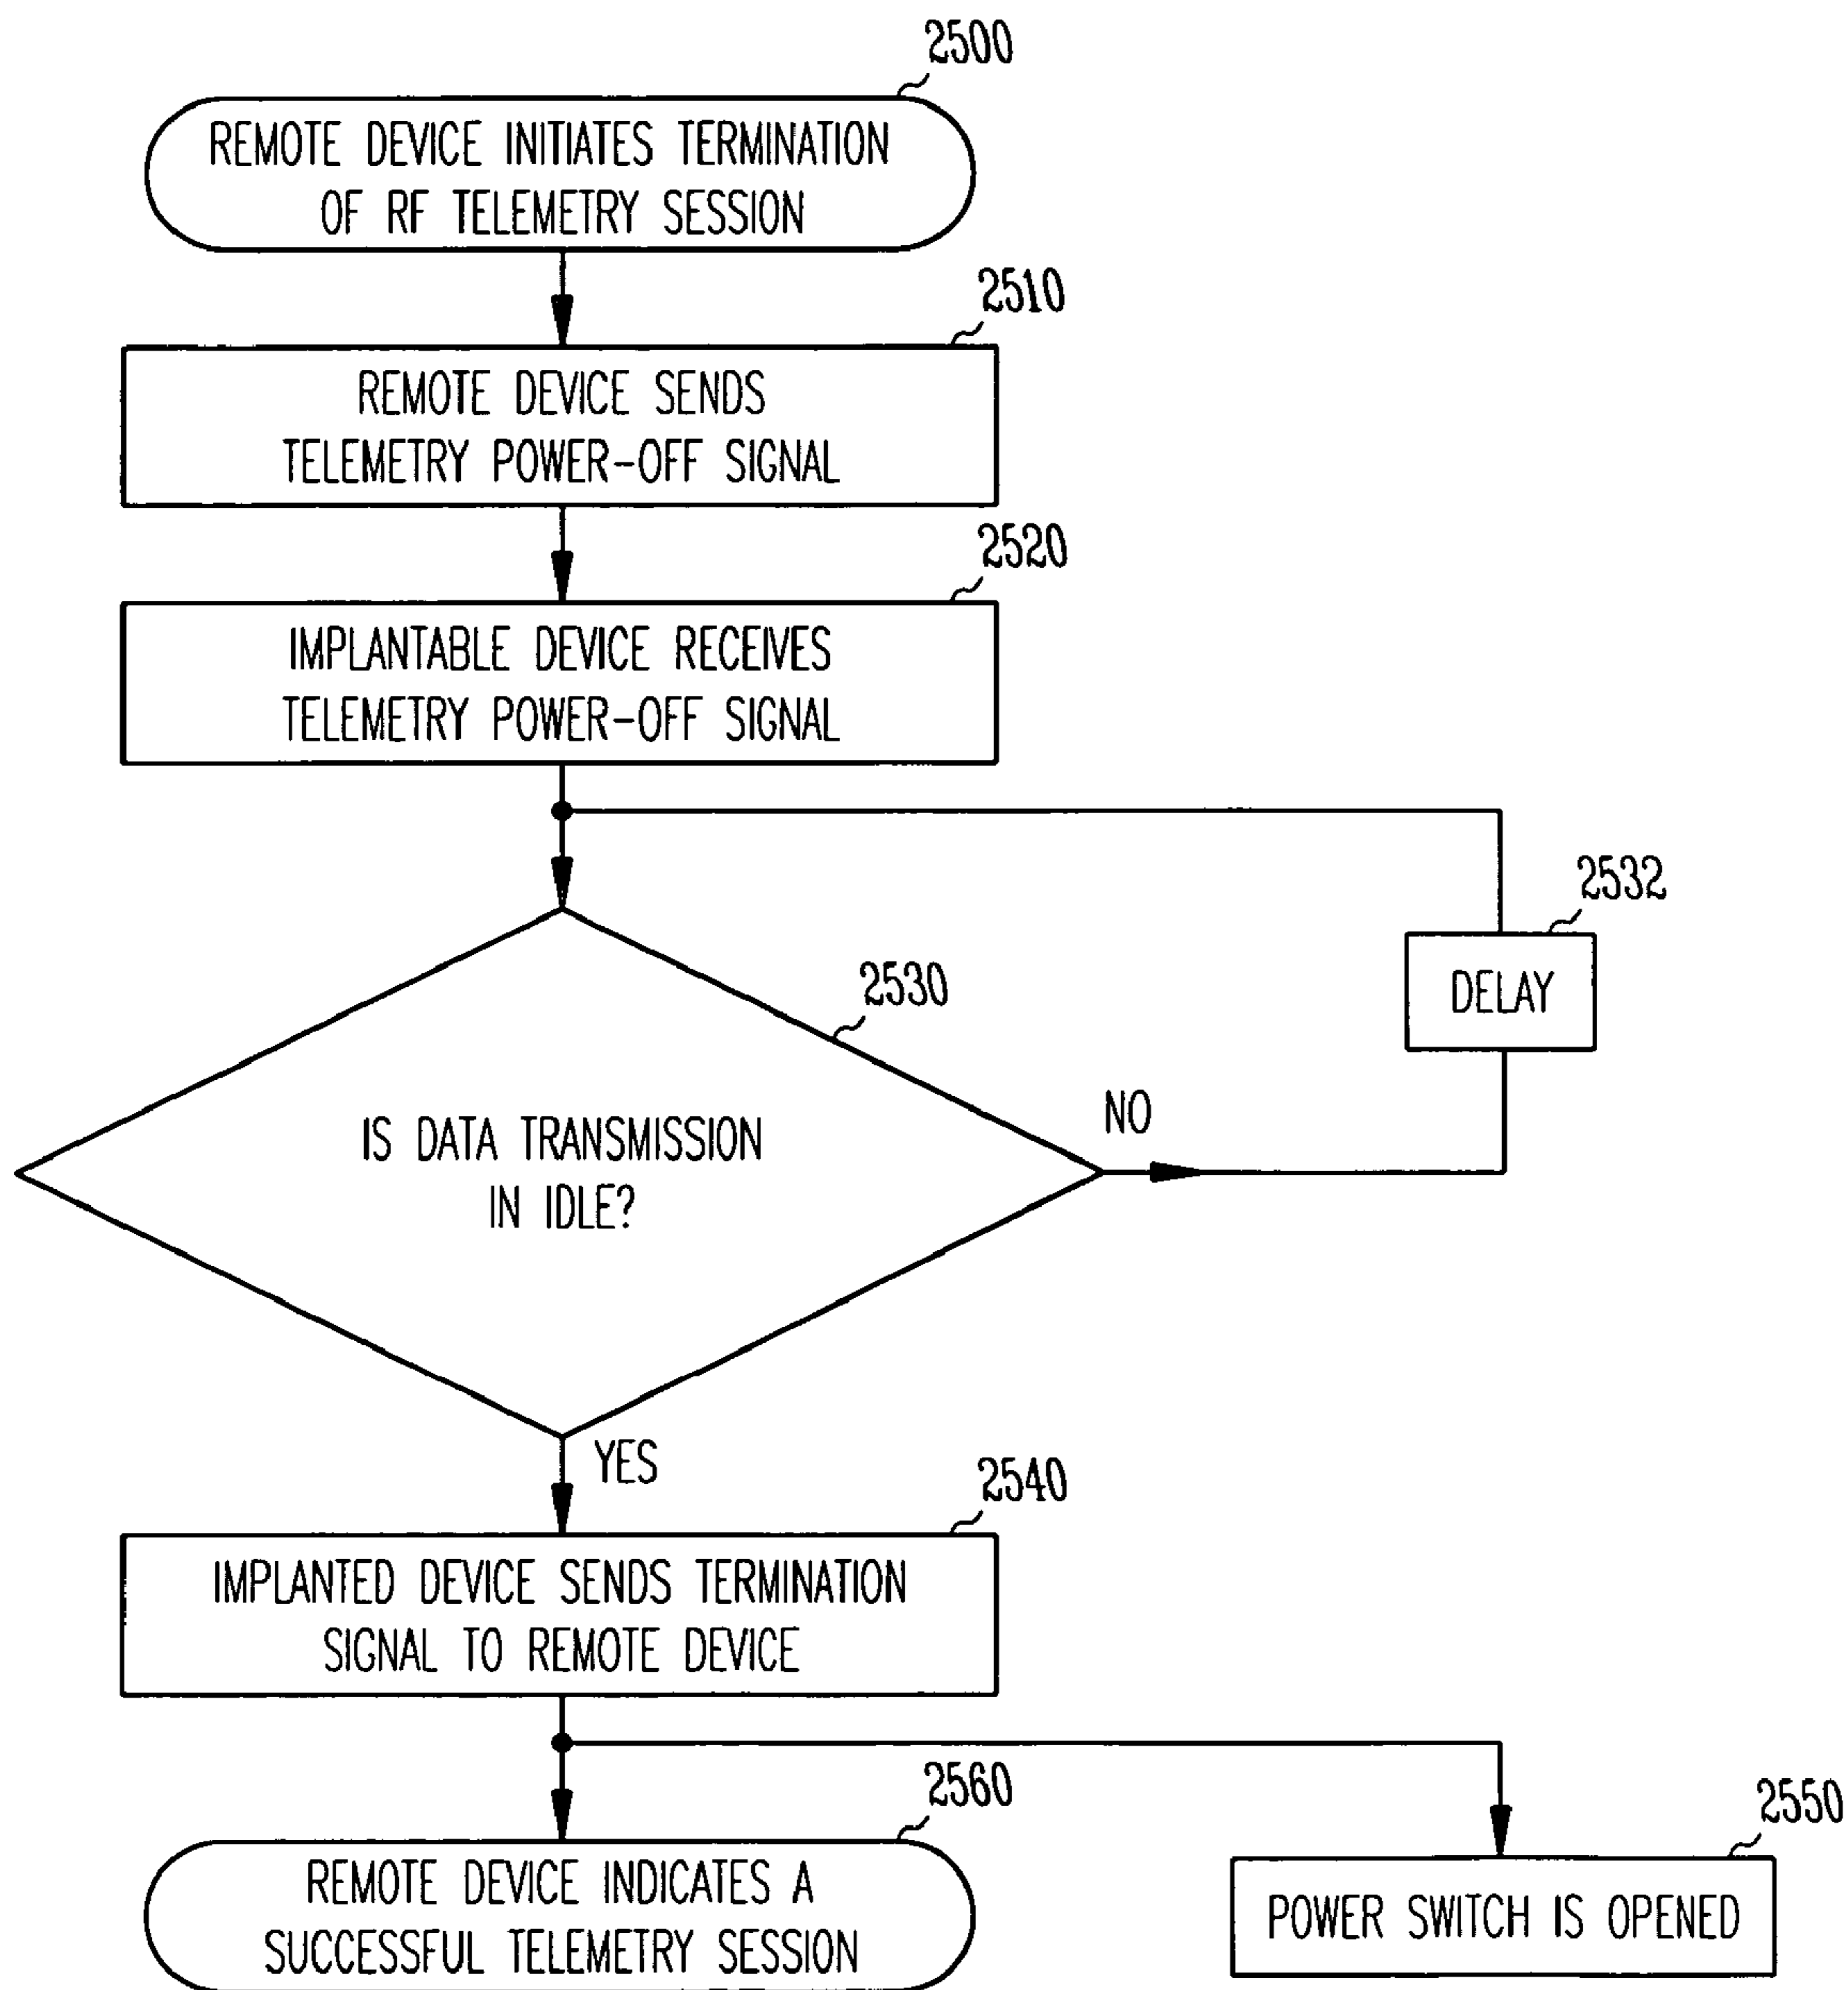 2500
REMOTE DEVICE INITIATES TERMINATION
OF RF TELEMETRY SESSION
2510
REMOTE DEVICE SENDS
TELEMETRY POWER-OFF SIGNAL
2520
IMPLANTABLE DEVICE RECEIVES
TELEMETRY POWER-OFF SIGNAL
2532
DELAY
2530
IS DATA TRANSMISSION
IN IDLE?
NO
YES
2540
IMPLANTED DEVICE SENDS TERMINATION
SIGNAL TO REMOTE DEVICE
2560
REMOTE DEVICE INDICATES A
SUCCESSFUL TELEMETRY SESSION
2550
POWER SWITCH IS OPENED